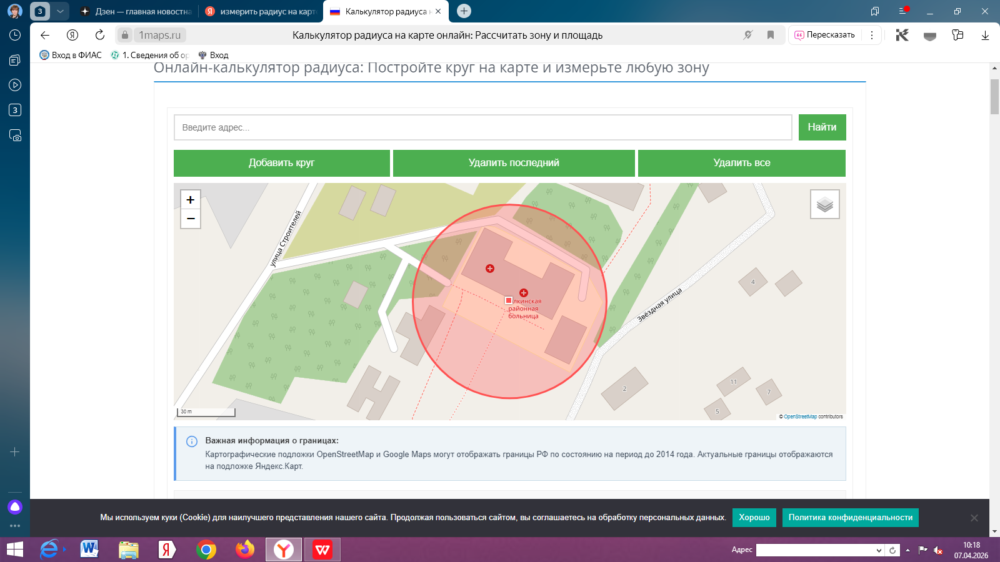 3
Дзен — главная новостна
измерить радиус на карт
Калькулятор радиуса н
1maps.ru
Калькулятор радиуса на карте онлайн: Рассчитать зону и площадь
Пересказать
Вход в ФИАС
1. Сведения об ор
Вход
3
Онлайн-калькулятор радиуса: Постройте круг на карте и измерьте любую зону
Введите адрес...
Найти
Добавить круг
Удалить последний
Удалить все
+
−
улица Строителей
лкинская
районная
больница
Звёздная улица
4
2
11
7
5
30 m
© OpenStreetMap contributors
Важная информация о границах:
Картографические подложки OpenStreetMap и Google Maps могут отображать границы РФ по состоянию на период до 2014 года. Актуальные границы отображаются
на подложке Яндекс.Карт.
Мы используем куки (Cookie) для наилучшего представления нашего сайта. Продолжая пользоваться сайтом, вы соглашаетесь на обработку персональных данных.
Хорошо
Политика конфиденциальности
Адрес
10:18
07.04.2026